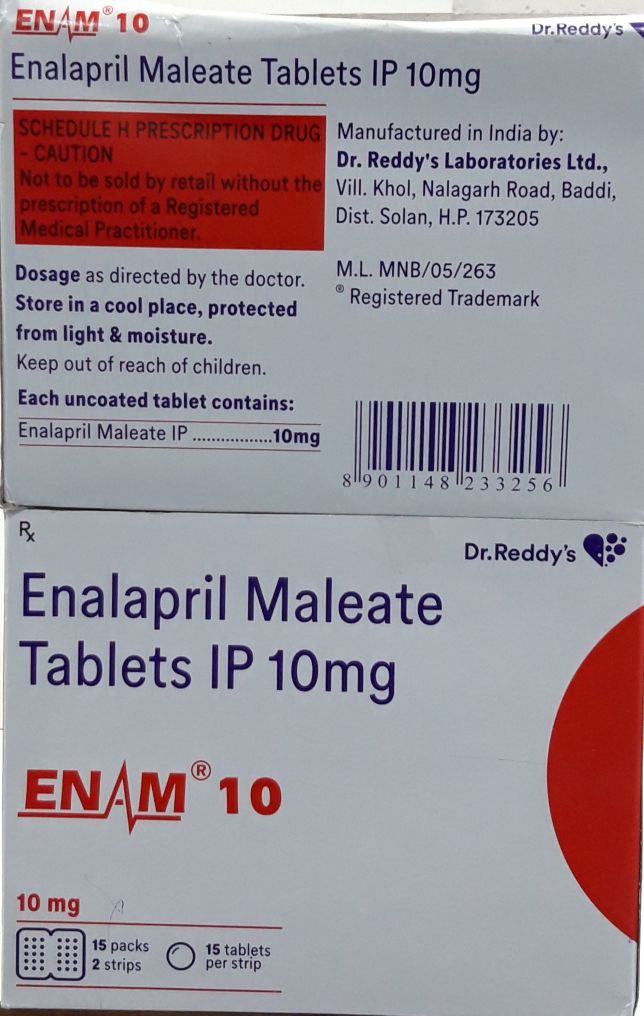 ENAM® 10
Dr.Reddy's
Enalapril Maleate Tablets IP 10mg
SCHEDULE H PRESCRIPTION DRUG
- CAUTION
Not to be sold by retail without the
prescription of a Registered
Medical Practitioner.
Dosage as directed by the doctor.
Store in a cool place, protected
from light & moisture.
Keep out of reach of children.
Each uncoated tablet contains:
Enalapril Maleate IP .................10mg
Manufactured in India by:
Dr. Reddy's Laboratories Ltd.,
Vill. Khol, Nalagarh Road, Baddi,
Dist. Solan, H.P. 173205
M.L. MNB/05/263
® Registered Trademark
8 901148 233256
Rx
Dr.Reddy's
Enalapril Maleate
Tablets IP 10mg
ENAM® 10
10 mg
15 packs
2 strips
15 tablets
per strip